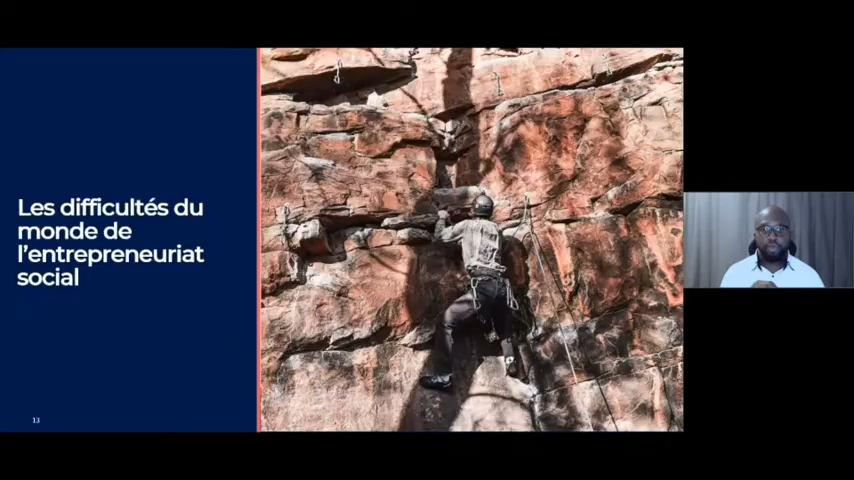 Les difficultés du
monde de
l’entrepreneuriat
social
13